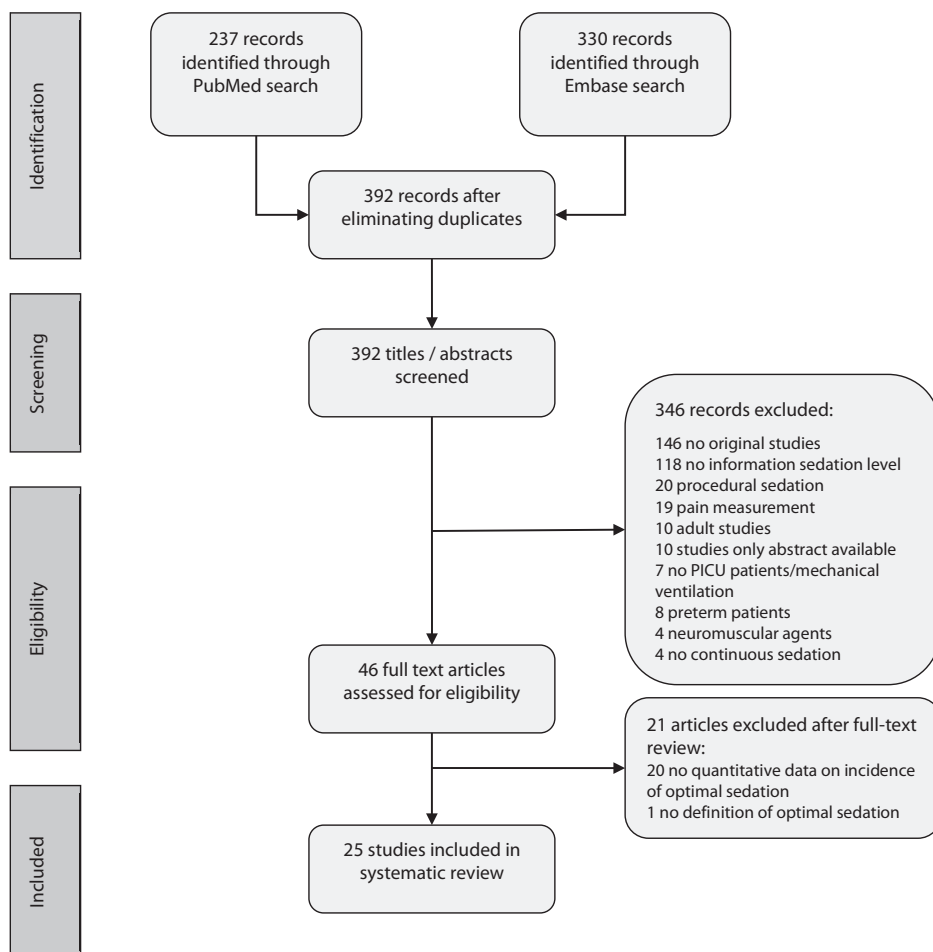 Identification
237 records
identified through
PubMed search
330 records
identified through
Embase search
392 records after
eliminating duplicates
Screening
392 titles / abstracts
screened
346 records excluded:
146 no original studies
118 no information sedation level
20 procedural sedation
19 pain measurement
10 adult studies
10 studies only abstract available
7 no PICU patients/mechanical
ventilation
8 preterm patients
4 neuromuscular agents
4 no continuous sedation
Eligibility
46 full text articles
assessed for eligibility
21 articles excluded after full-text
review:
20 no quantitative data on incidence
of optimal sedation
1 no definition of optimal sedation
Included
25 studies included in
systematic review